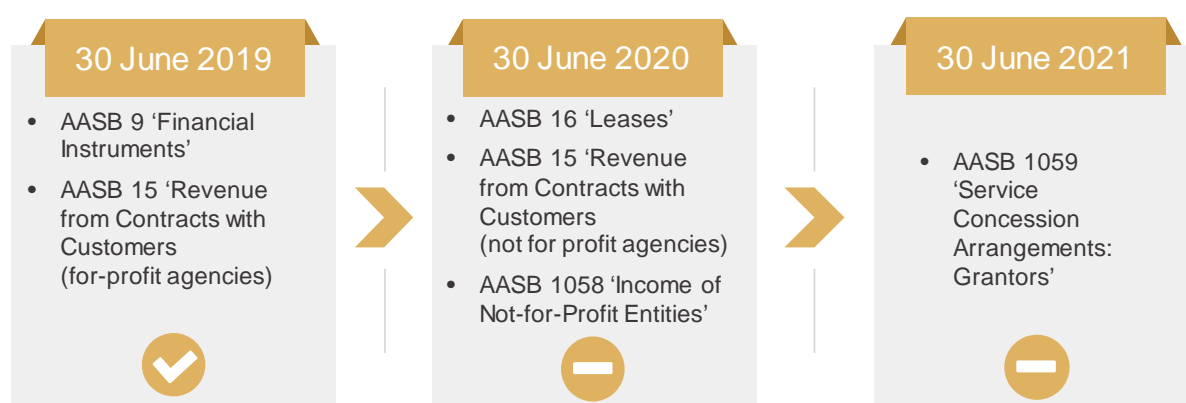 30 June 2019
• AASB 9 ‘Financial
Instruments’
• AASB 15 ‘Revenue
from Contracts with
Customers
(for-profit agencies)
30 June 2020
• AASB 16 ‘Leases’
• AASB 15 ‘Revenue
from Contracts with
Customers
(not for profit agencies)
• AASB 1058 ‘Income of
Not-for-Profit Entities’
30 June 2021
• AASB 1059
‘Service
Concession
Arrangements:
Grantors’